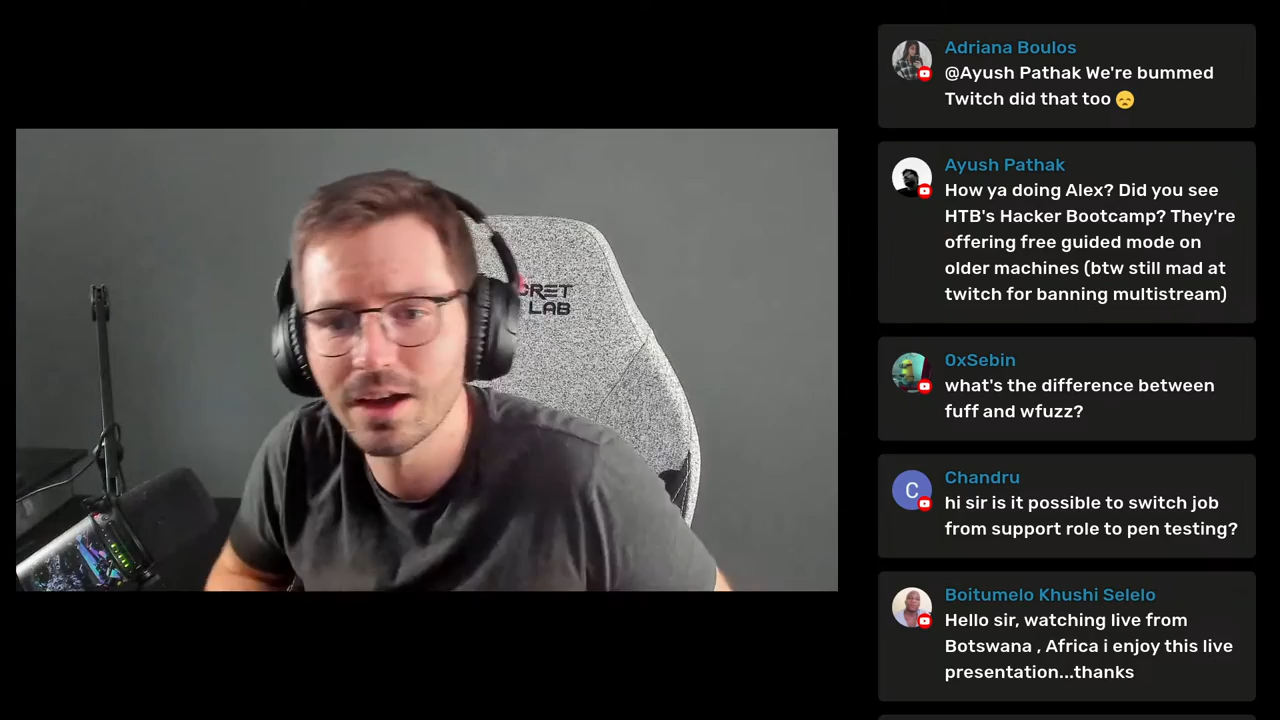 CRET
LAB
Adriana Boulos
@Ayush Pathak We're bummed
Twitch did that too 😞
Ayush Pathak
How ya doing Alex? Did you see
HTB's Hacker Bootcamp? They're
offering free guided mode on
older machines (btw still mad at
twitch for banning multistream)
0xSebin
what's the difference between
fuff and wfuzz?
C
Chandru
hi sir is it possible to switch job
from support role to pen testing?
Boitumelo Khushi Selelo
Hello sir, watching live from
Botswana , Africa i enjoy this live
presentation...thanks